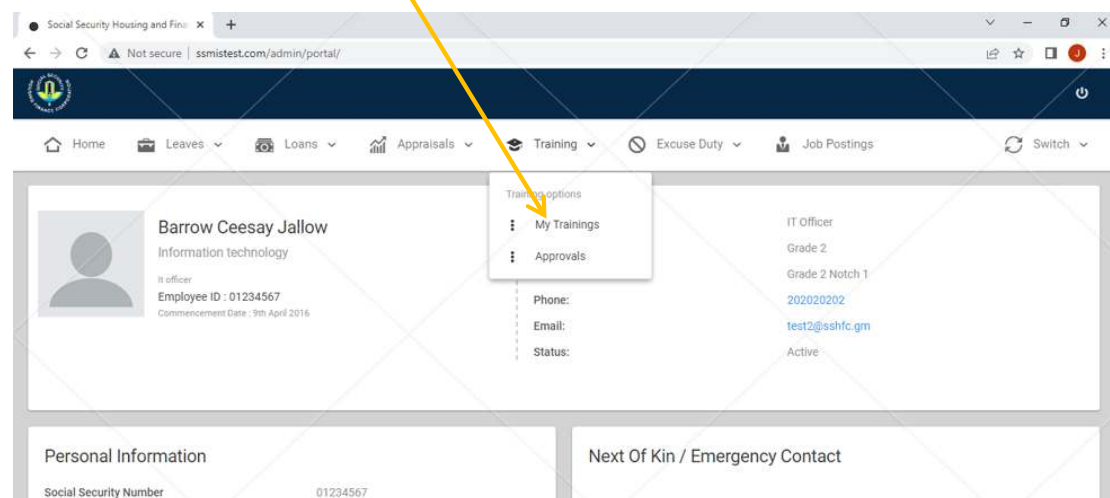 Social Security Housing and Fina
Not secure | ssmistest.com/admin/portal/
J
Home Leaves Loans Appraisals Training Excuse Duty Job Postings Switch
Training options
My Trainings
Approvals
Barrow Ceesay Jallow
Information technology
It officer
Employee ID : 01234567
Commencement Date : 9th April 2016
IT Officer
Grade 2
Grade 2 Notch 1
Phone: 202020202
Email: test2@sshfc.gm
Status: Active
Personal Information
Social Security Number 01234567
Next Of Kin / Emergency Contact